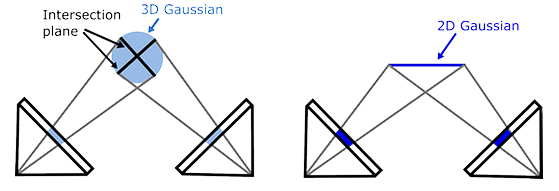 3D Gaussian
Intersection
plane
2D Gaussian